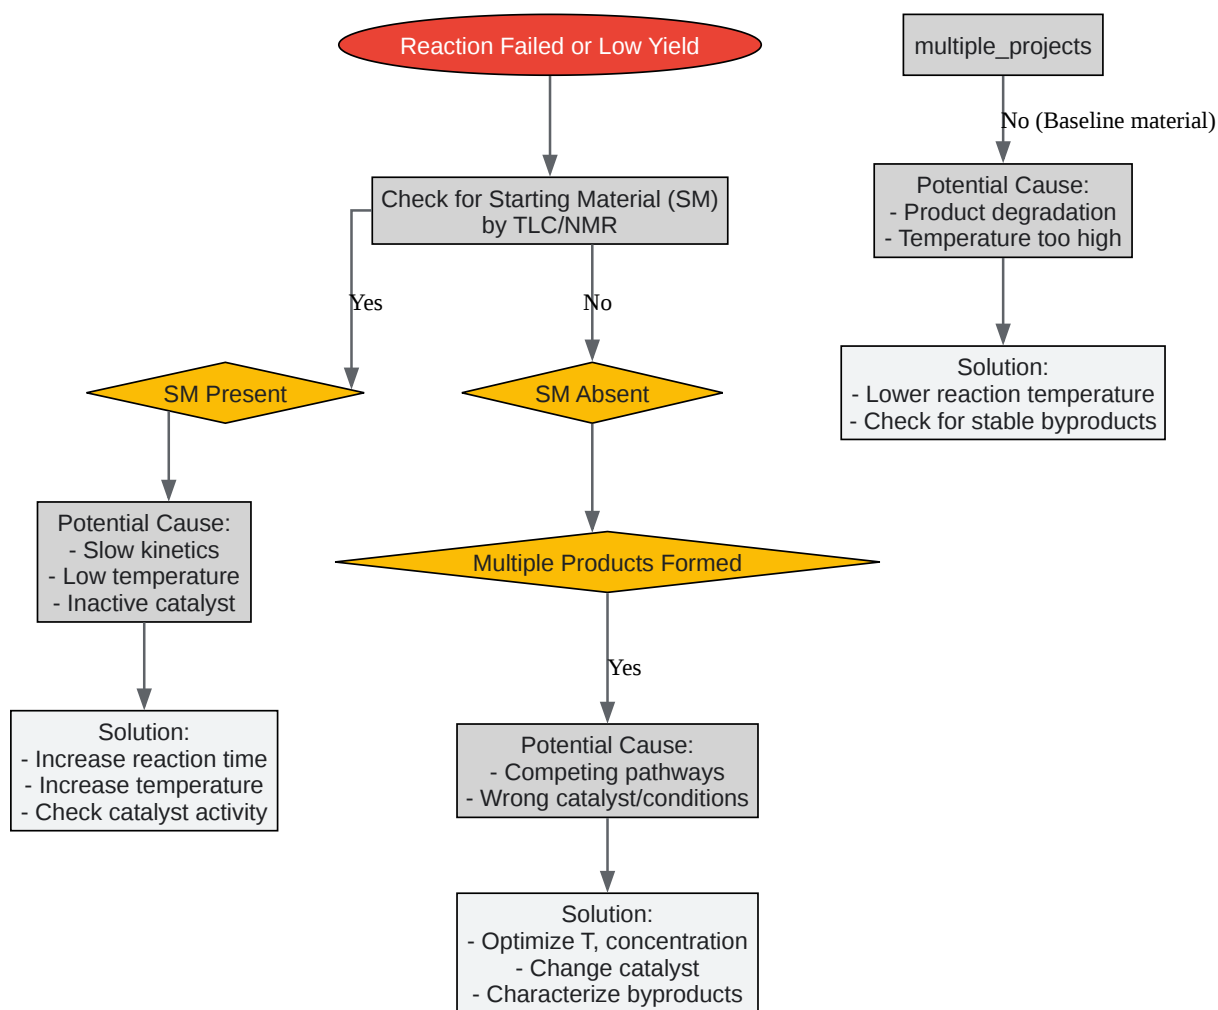 Reaction Failed or Low Yield
multiple_projects
No (Baseline material)
Check for Starting Material (SM)
by TLC/NMR
Potential Cause:
- Product degradation
- Temperature too high
Yes
No
Solution:
- Lower reaction temperature
- Check for stable byproducts
SM Present
SM Absent
Potential Cause:
- Slow kinetics
- Low temperature
- Inactive catalyst
Multiple Products Formed
Yes
Solution:
- Increase reaction time
- Increase temperature
- Check catalyst activity
Potential Cause:
- Competing pathways
- Wrong catalyst/conditions
Solution:
- Optimize T, concentration
- Change catalyst
- Characterize byproducts